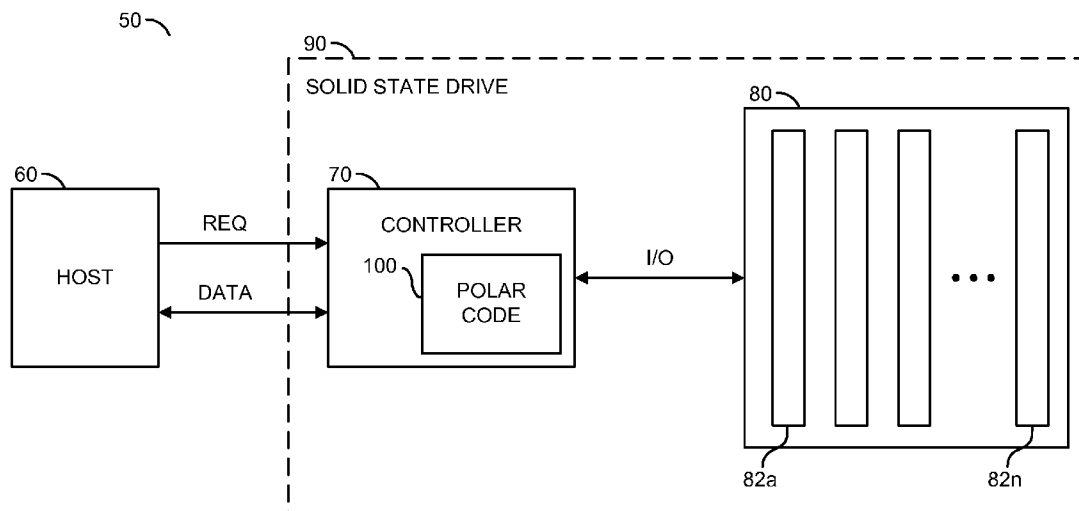 50
90
SOLID STATE DRIVE
80
60
70
REQ
CONTROLLER
HOST
100
I/O
DATA
POLAR
CODE
82a
82n